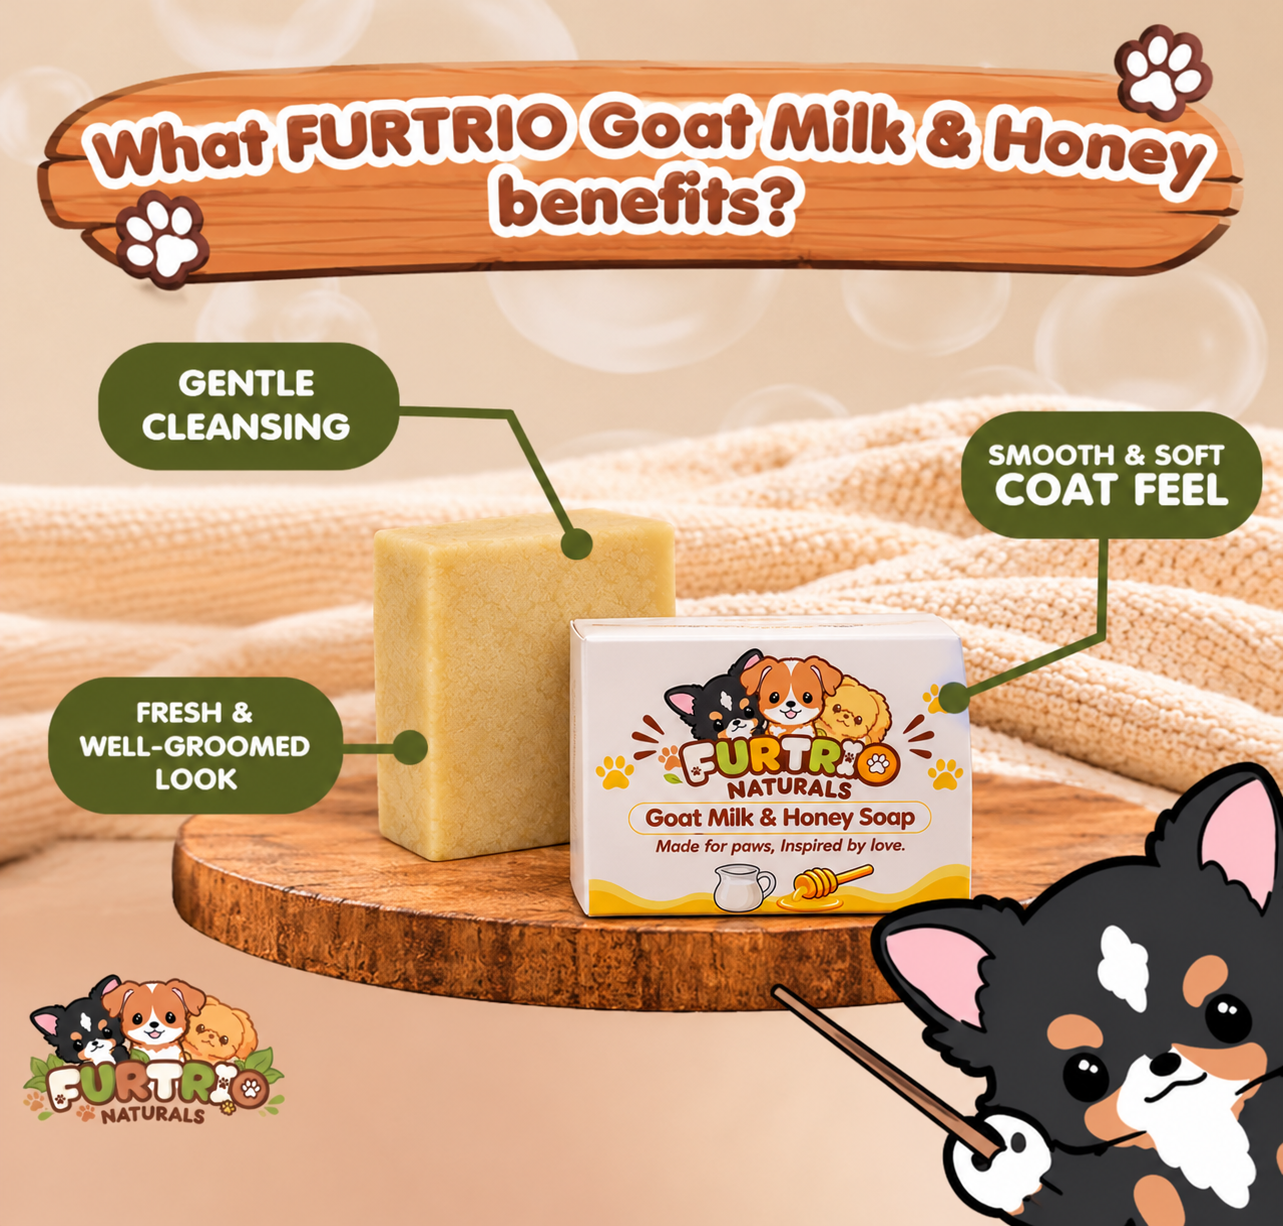 What FURTRIO Goat Milk & Honey
benefits?
GENTLE
CLEANSING
SMOOTH & SOFT
COAT FEEL
FRESH &
WELL-GROOMED
LOOK
FURTRIO
NATURALS
Goat Milk & Honey Soap
Made for paws, Inspired by love.
FURTRIO
NATURALS